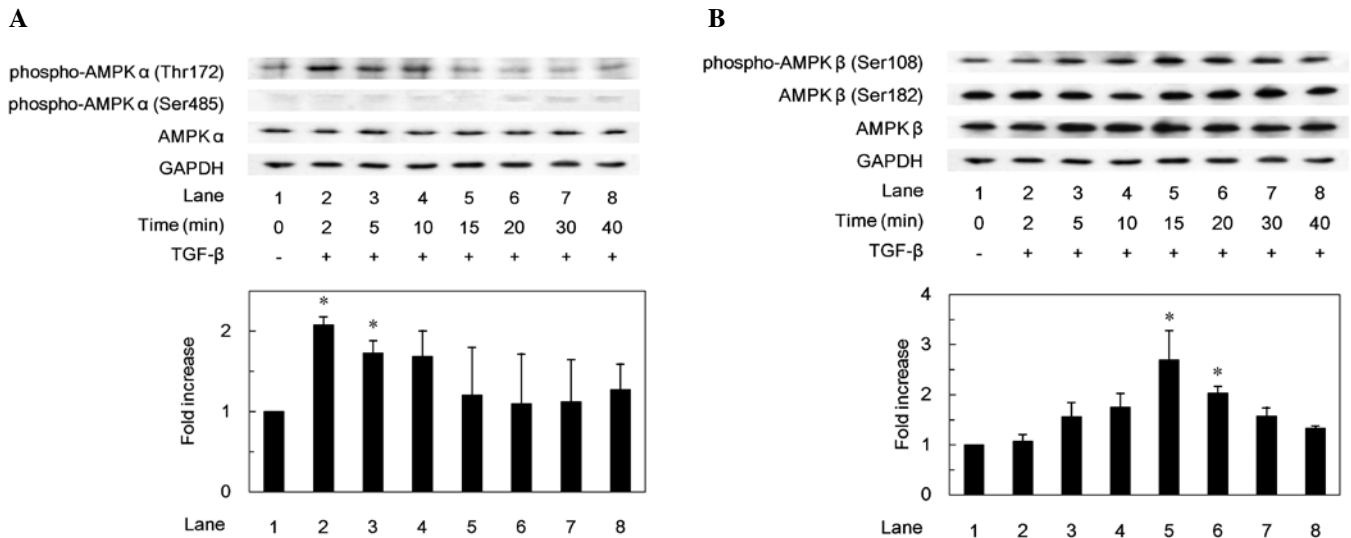 A
phospho-AMPK α (Thr172)
phospho-AMPK α (Ser485)
AMPK α
GAPDH
Lane 1 2 3 4 5 6 7 8
Time (min) 0 2 5 10 15 20 30 40
TGF-β - + + + + + + +
* *
2
1
0
Fold increase
Lane 1 2 3 4 5 6 7 8
B
phospho-AMPK β (Ser108)
AMPK β (Ser182)
AMPK β
GAPDH
Lane 1 2 3 4 5 6 7 8
Time (min) 0 2 5 10 15 20 30 40
TGF-β - + + + + + + +
* *
4
3
2
1
0
Fold increase
Lane 1 2 3 4 5 6 7 8